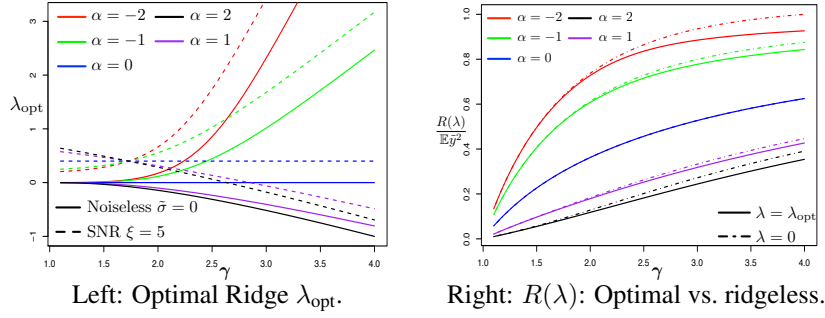 3
2
1
0
−1
λopt
α = −2
α = 2
α = −1
α = 1
α = 0
Noiseless σ̃ = 0
SNR ξ = 5
1.0 1.5 2.0 2.5 3.0 3.5 4.0
γ
Left: Optimal Ridge λopt.
1.0
0.8
0.6
0.4
0.2
0.0
R(λ)
𝔼ỹ²
α = −2
α = 2
α = −1
α = 1
α = 0
λ = λopt
λ = 0
1.0 1.5 2.0 2.5 3.0 3.5 4.0
γ
Right: R(λ): Optimal vs. ridgeless.